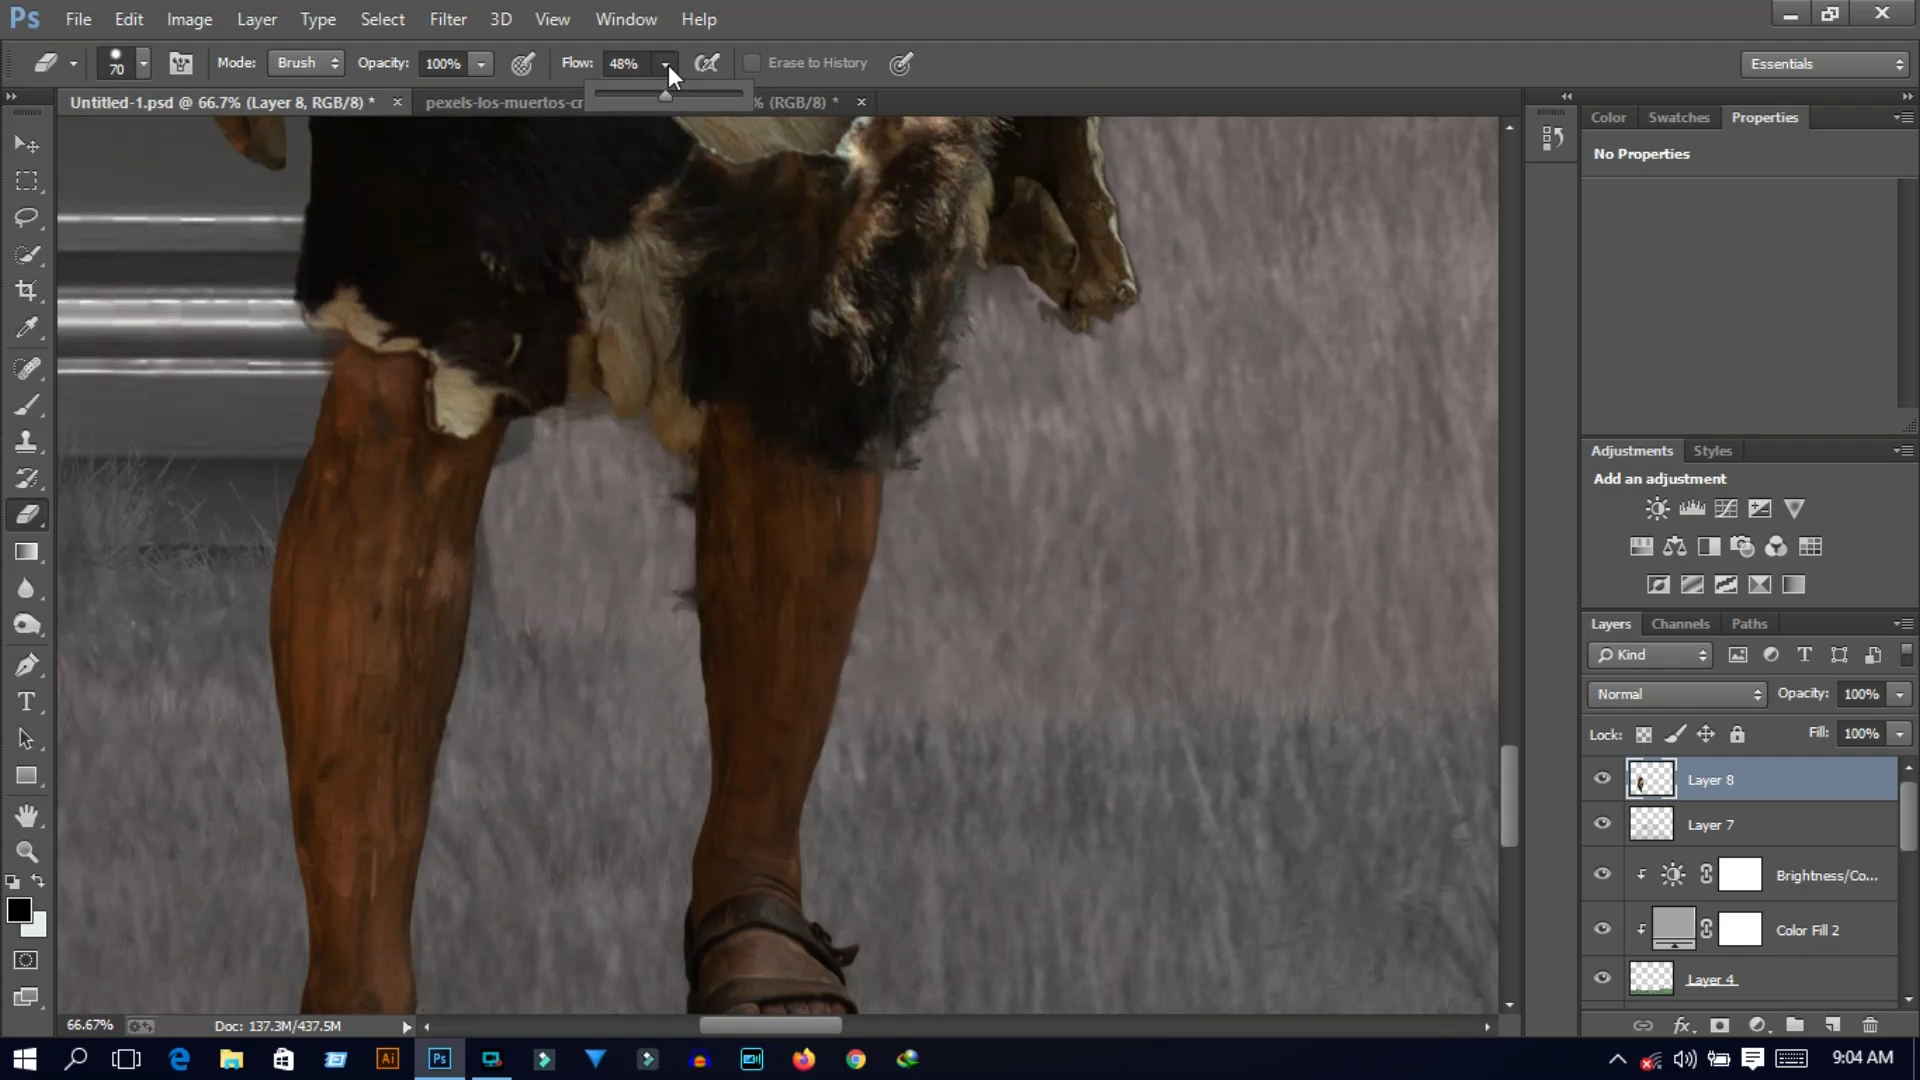 Ps File Edit Image Layer Type Select Filter 3D View Window Help
70 Mode: Brush Opacity: 100% Flow: 48% Erase to History Essentials
Untitled-1.psd @ 66.7% (Layer 8, RGB/8) * pexels-los-muertos-cr % (RGB/8) *
Color Swatches Properties
No Properties
Adjustments Styles
Add an adjustment
Layers Channels Paths
Kind
Normal Opacity: 100%
Lock: Fill: 100%
Layer 8
Layer 7
Brightness/Co...
Color Fill 2
Layer 4
66.67% Doc: 137.3M/437.5M
Ai Ps 9:04 AM